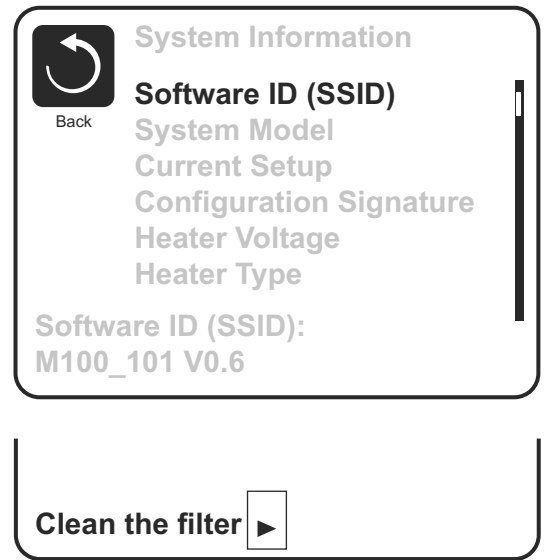 System Information
Back
Software ID (SSID)
System Model
Current Setup
Configuration Signature
Heater Voltage
Heater Type
Software ID (SSID):
M100_101 V0.6
Clean the filter